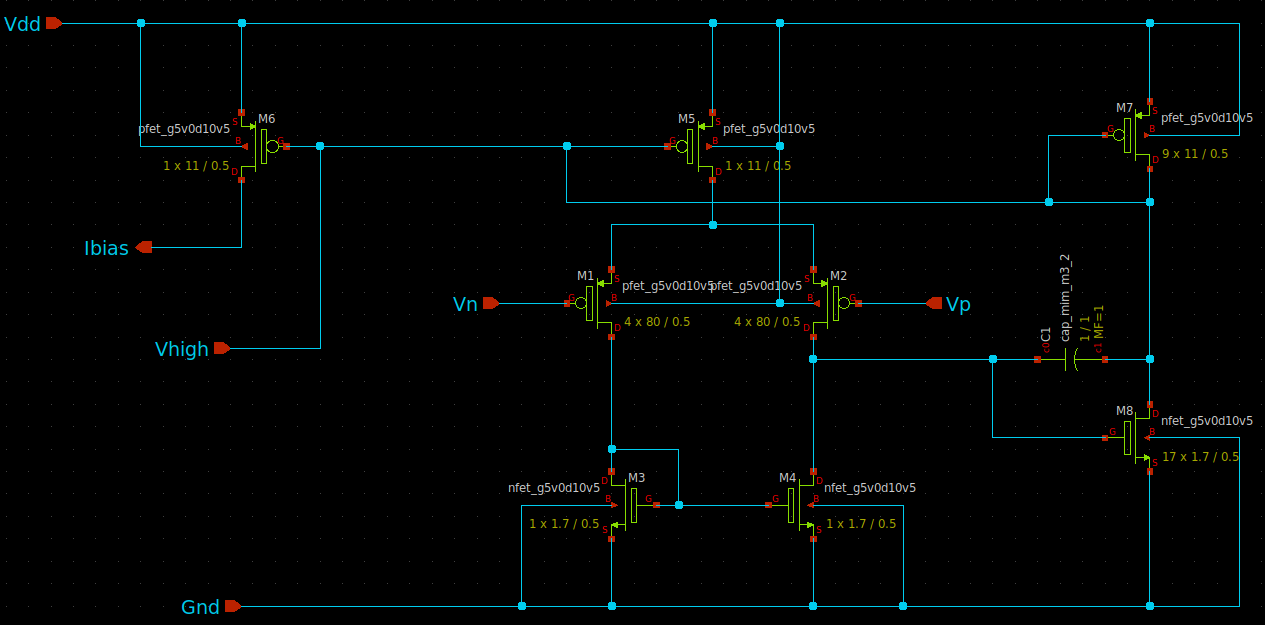 Vdd
M6
S
pfet_g5v0d10v5
B
G
1 x 11 / 0.5
D
M5
S
pfet_g5v0d10v5
G
B
1 x 11 / 0.5
D
M7
S
pfet_g5v0d10v5
G
B
9 x 11 / 0.5
D
Ibias
M1
S
pfet_g5v0d10v5
G
B
4 x 80 / 0.5
D
M2
S
pfet_g5v0d10v5
B
G
4 x 80 / 0.5
D
Vn
Vp
Vhigh
C1
cap_mim_m3_2
1 / 1
MF=1
c0
c1
M8
D
nfet_g5v0d10v5
G
B
17 x 1.7 / 0.5
S
M3
D
nfet_g5v0d10v5
B
G
1 x 1.7 / 0.5
S
M4
D
nfet_g5v0d10v5
G
B
1 x 1.7 / 0.5
S
Gnd